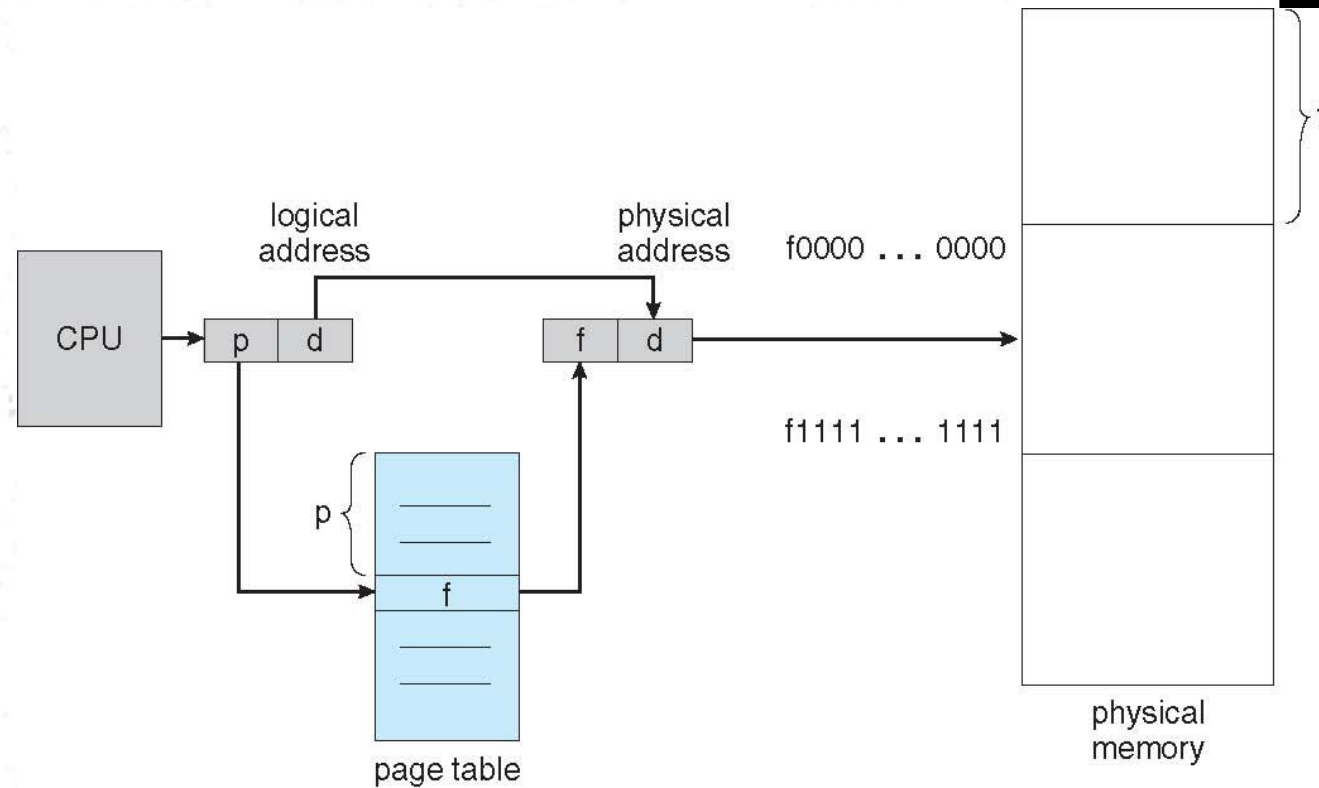 logical
address
physical
address
f0000 ... 0000
CPU
p
d
f
d
f1111 ... 1111
p
f
page table
physical
memory